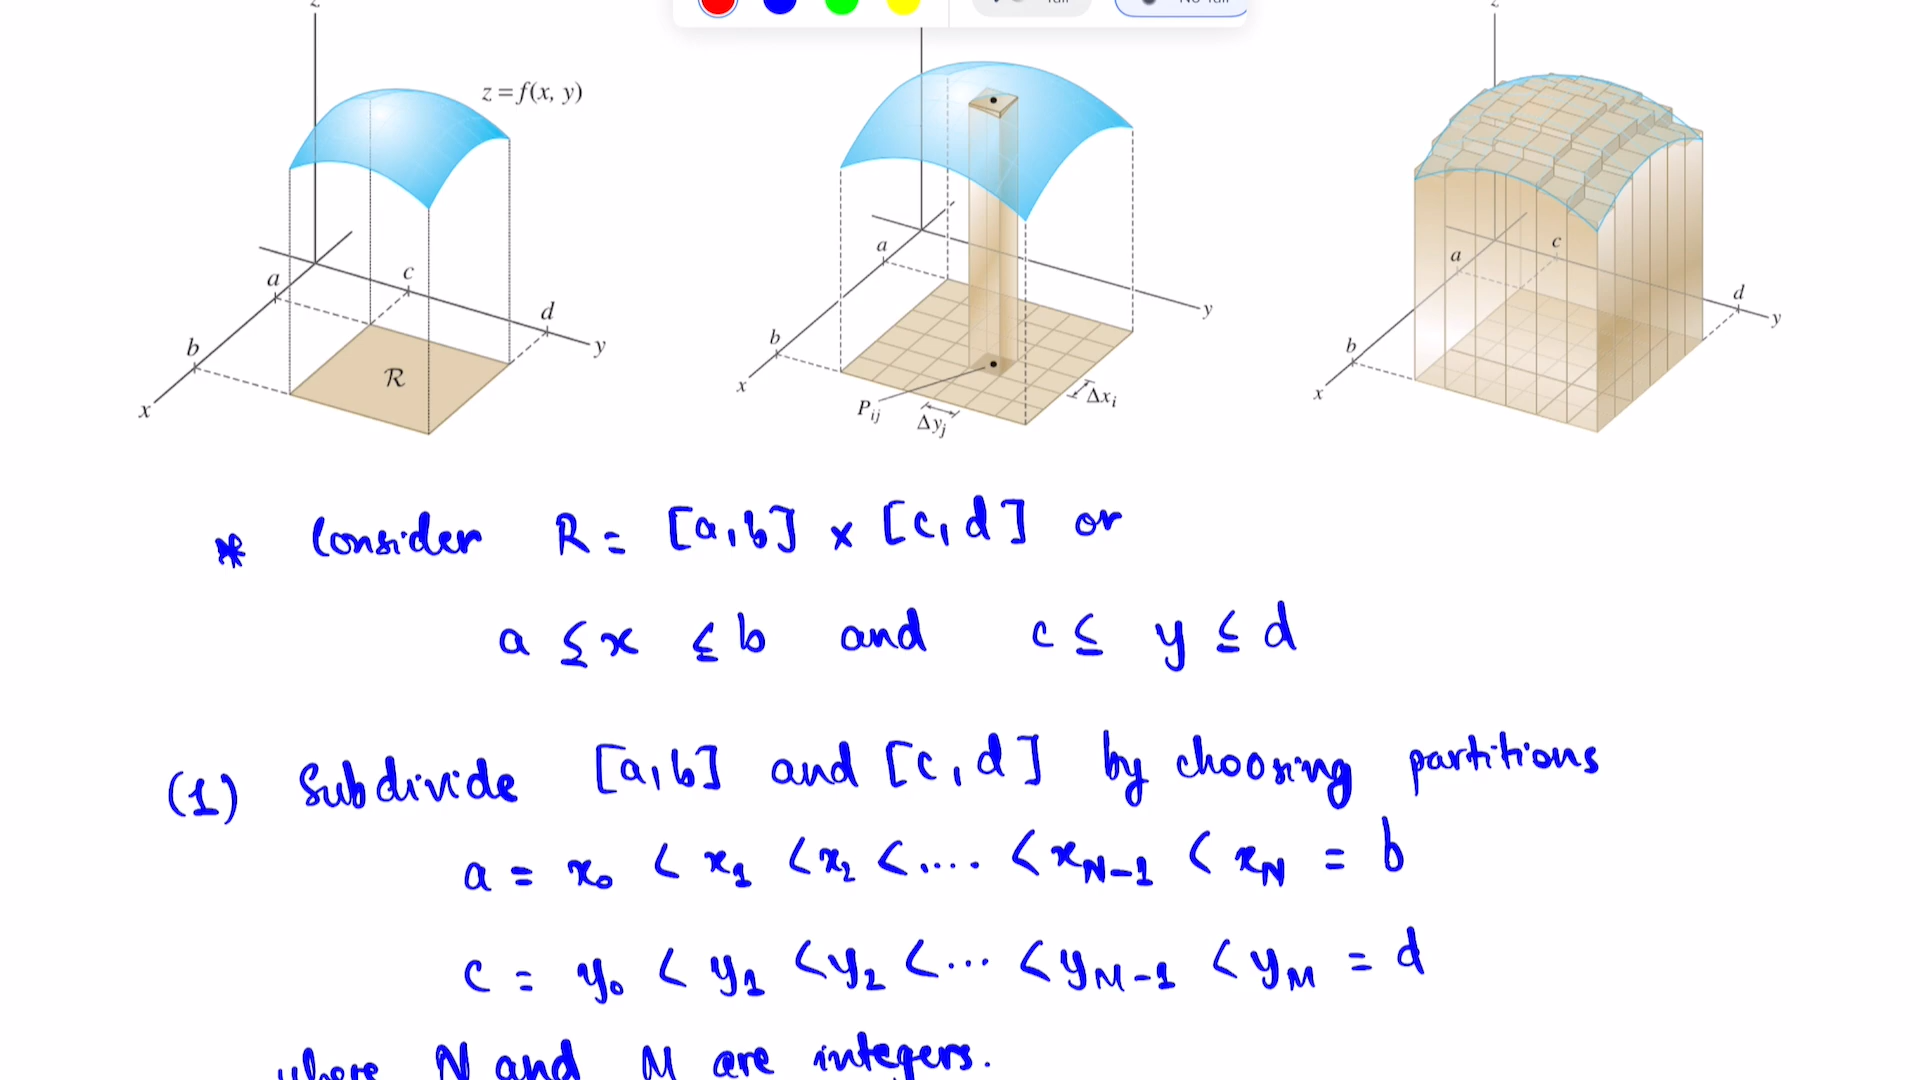 z
z = f(x, y)
a
c
b
d
y
R
x
a
y
b
x
P_ij
Δy_j
Δx_i
z
c
a
d
y
b
x
* Consider R = [a,b] × [c,d] or
a ≤ x ≤ b and c ≤ y ≤ d
(1) Subdivide [a,b] and [c,d] by choosing partitions
a = x₀ < x₁ < x₂ < .... < x_{N-1} < x_N = b
c = y₀ < y₁ < y₂ < ... < y_{M-1} < y_M = d
where N and M are integers.